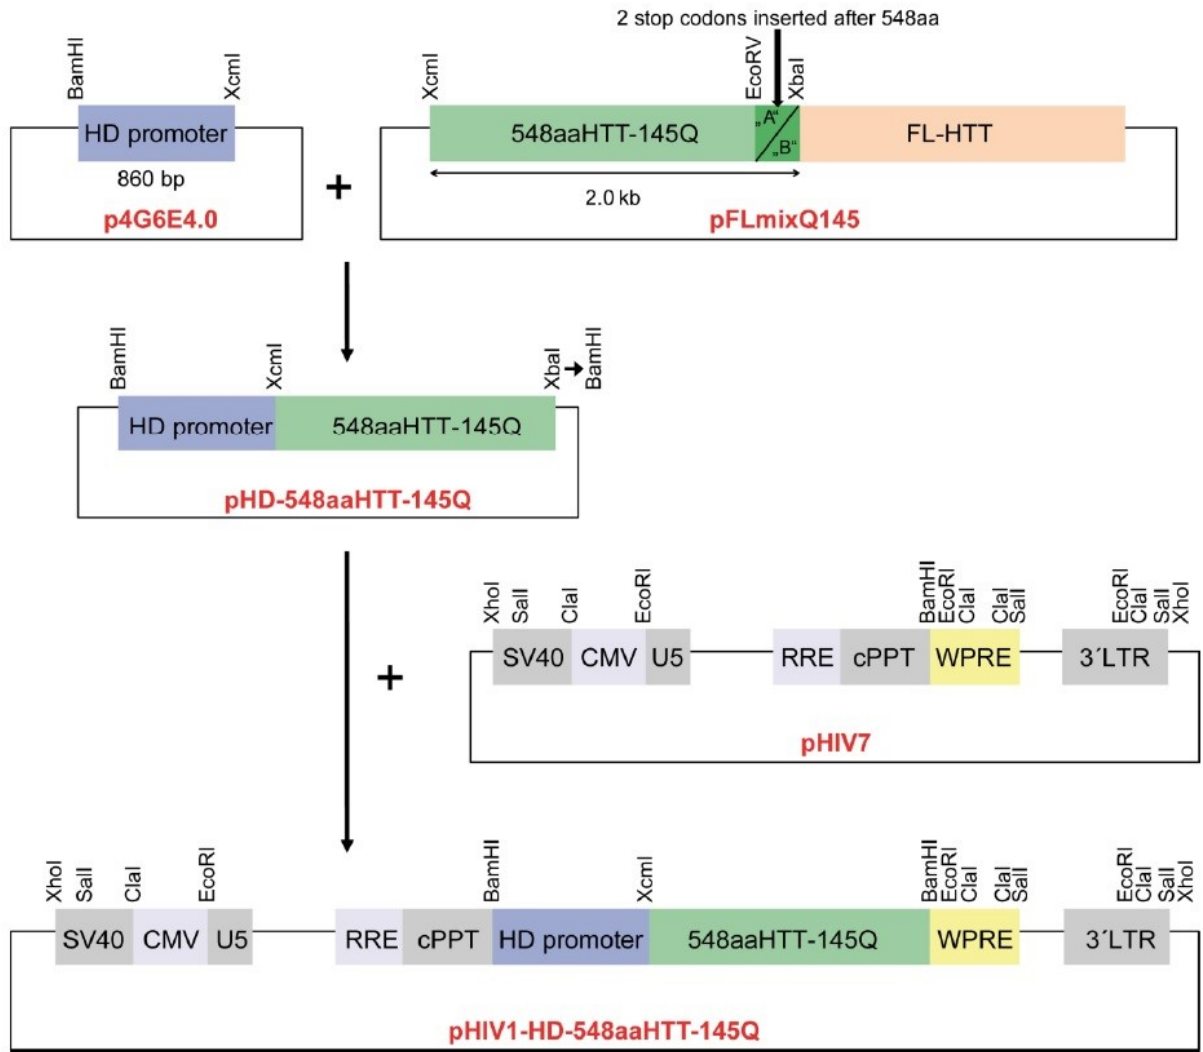 2 stop codons inserted after 548aa
BamHI
XcmI
XcmI
EcoRV
XbaI
HD promoter
548aaHTT-145Q
„A“
„B“
FL-HTT
860 bp
+
2.0 kb
p4G6E4.0
pFLmixQ145
BamHI
XcmI
XbaI
BamHI
HD promoter
548aaHTT-145Q
pHD-548aaHTT-145Q
XhoI
SalI
ClaI
EcoRI
BamHI
EcoRI
ClaI
ClaI
SalI
EcoRI
ClaI
SalI
XhoI
SV40
CMV
U5
RRE
cPPT
WPRE
3´LTR
+
pHIV7
XhoI
SalI
ClaI
EcoRI
BamHI
XcmI
BamHI
EcoRI
ClaI
ClaI
SalI
EcoRI
ClaI
SalI
XhoI
SV40
CMV
U5
RRE
cPPT
HD promoter
548aaHTT-145Q
WPRE
3´LTR
pHIV1-HD-548aaHTT-145Q